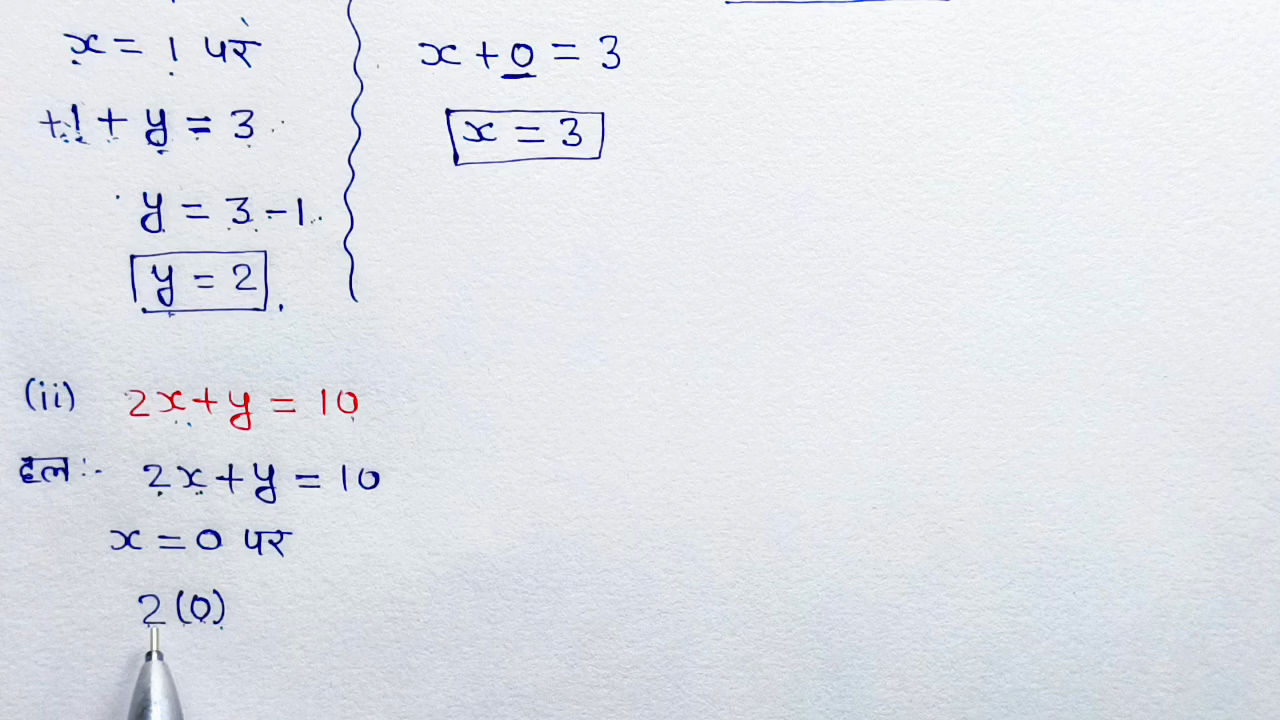 x = 1 पर
+1 + y = 3
y = 3 - 1
y = 2
x + 0 = 3
x = 3
(ii) 2x + y = 10
हल :- 2x + y = 10
x = 0 पर
2(0)